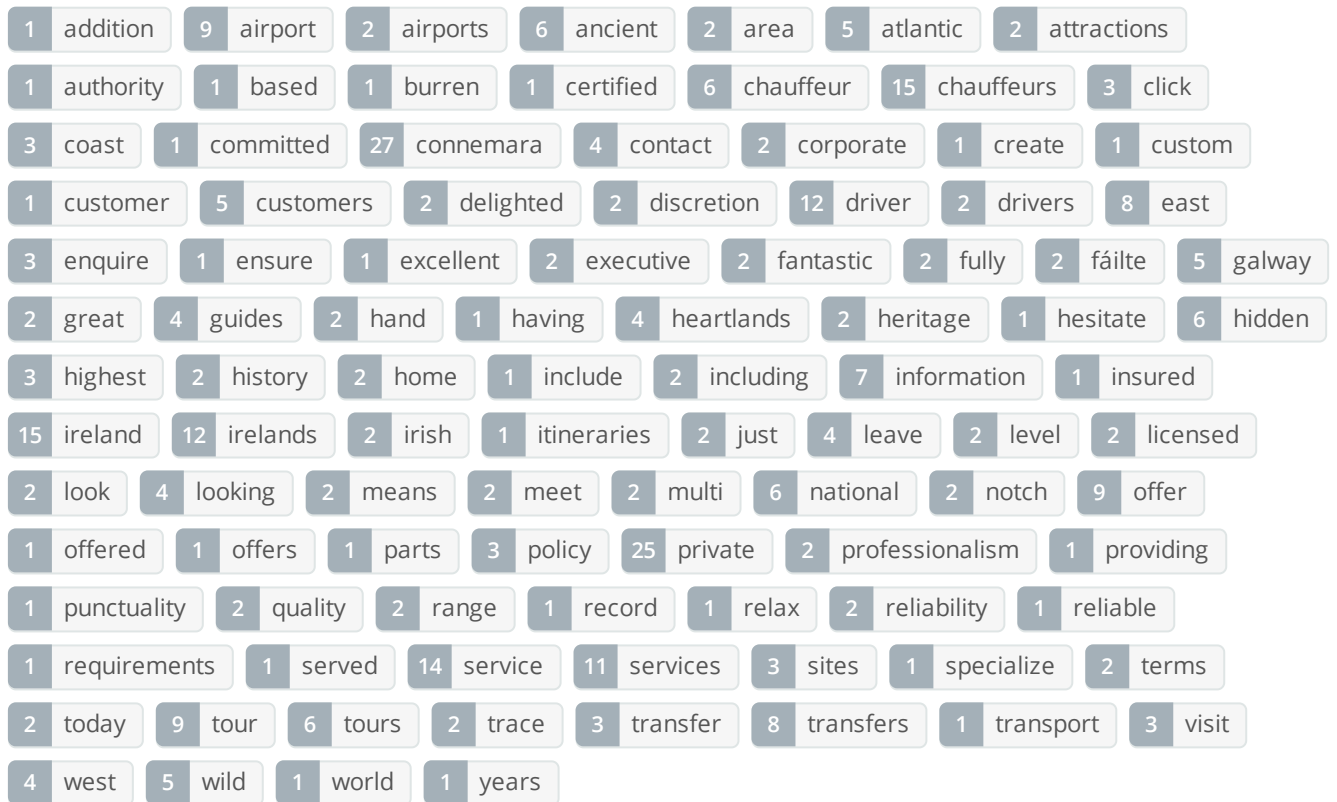 1 addition 9 airport 2 airports 6 ancient 2 area 5 atlantic 2 attractions
1 authority 1 based 1 burren 1 certified 6 chauffeur 15 chauffeurs 3 click
3 coast 1 committed 27 connemara 4 contact 2 corporate 1 create 1 custom
1 customer 5 customers 2 delighted 2 discretion 12 driver 2 drivers 8 east
3 enquire 1 ensure 1 excellent 2 executive 2 fantastic 2 fully 2 fáilte 5 galway
2 great 4 guides 2 hand 1 having 4 heartlands 2 heritage 1 hesitate 6 hidden
3 highest 2 history 2 home 1 include 2 including 7 information 1 insured
15 ireland 12 irelands 2 irish 1 itineraries 2 just 4 leave 2 level 2 licensed
2 look 4 looking 2 means 2 meet 2 multi 6 national 2 notch 9 offer
1 offered 1 offers 1 parts 3 policy 25 private 2 professionalism 1 providing
1 punctuality 2 quality 2 range 1 record 1 relax 2 reliability 1 reliable
1 requirements 1 served 14 service 11 services 3 sites 1 specialize 2 terms
2 today 9 tour 6 tours 2 trace 3 transfer 8 transfers 1 transport 3 visit
4 west 5 wild 1 world 1 years